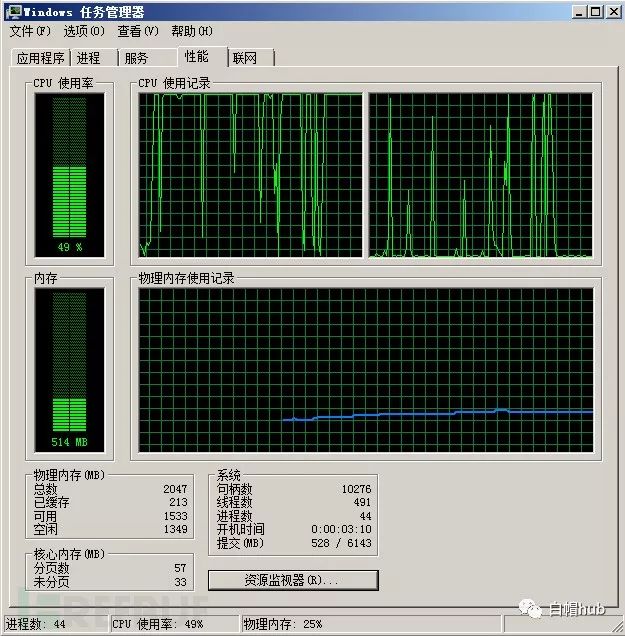 Windows 任务管理器
文件(F) 选项(O) 查看(V) 帮助(H)
应用程序 进程 服务 性能 联网
CPU 使用率 CPU 使用记录
49 %
内存 物理内存使用记录
514 MB
物理内存(MB)
总数 2047
已缓存 213
可用 1533
空闲 1349
核心内存(MB)
分页数 57
未分页 33
系统
句柄数 10276
线程数 491
进程数 44
开机时间 0:00:03:10
提交(MB) 528 / 6143
资源监视器(R)...
REEBUF
白帽hub
进程数: 44 CPU 使用率: 49% 物理内存: 25%